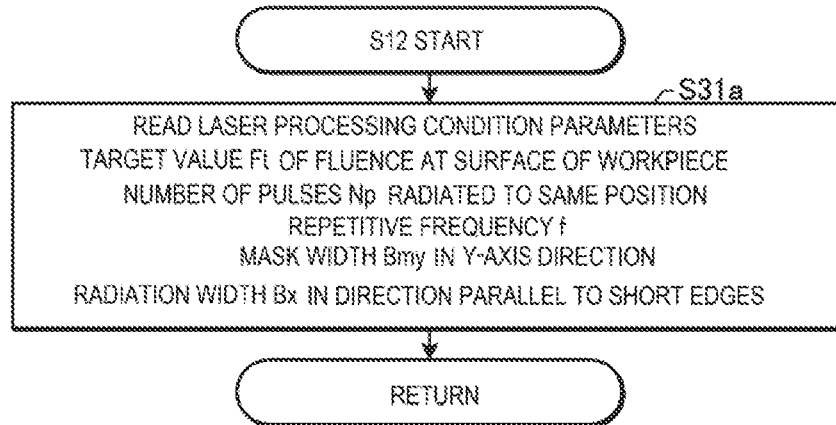 S12 START
S31a
READ LASER PROCESSING CONDITION PARAMETERS
TARGET VALUE Ft OF FLUENCE AT SURFACE OF WORKPIECE
NUMBER OF PULSES Np RADIATED TO SAME POSITION
REPETITIVE FREQUENCY f
MASK WIDTH Bmy IN Y-AXIS DIRECTION
RADIATION WIDTH Bx IN DIRECTION PARALLEL TO SHORT EDGES
RETURN